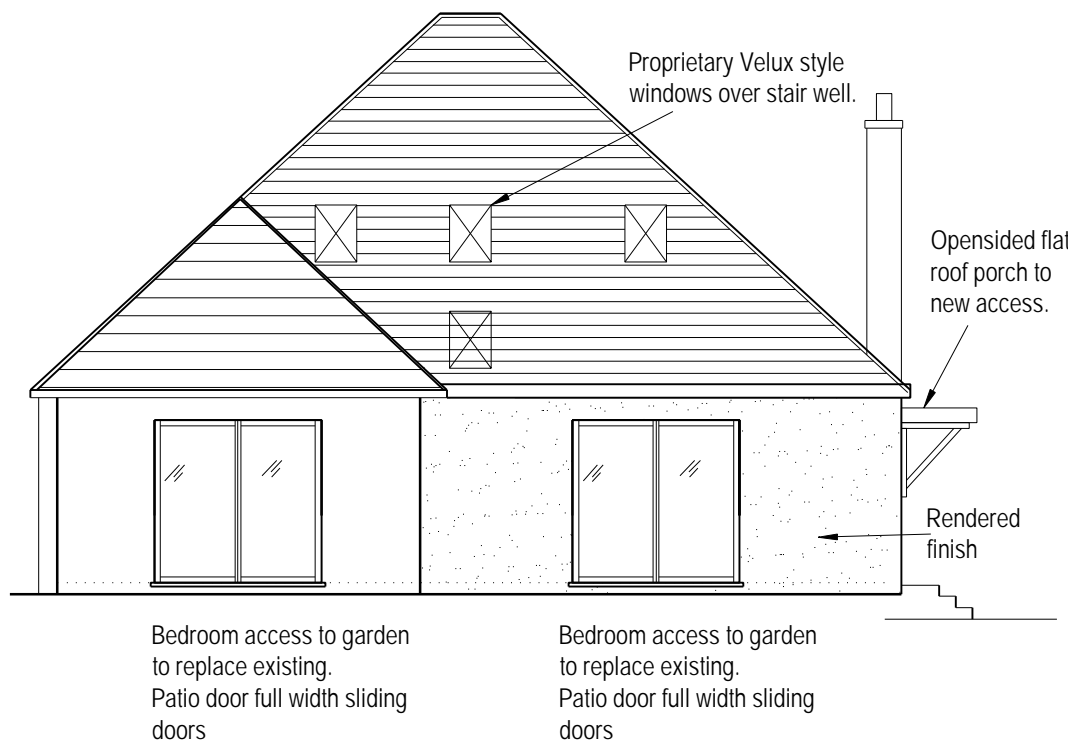 Proprietary Velux style
windows over stair well.
Opensided flat
roof porch to
new access.
Rendered
finish
Bedroom access to garden
to replace existing.
Patio door full width sliding
doors
Bedroom access to garden
to replace existing.
Patio door full width sliding
doors